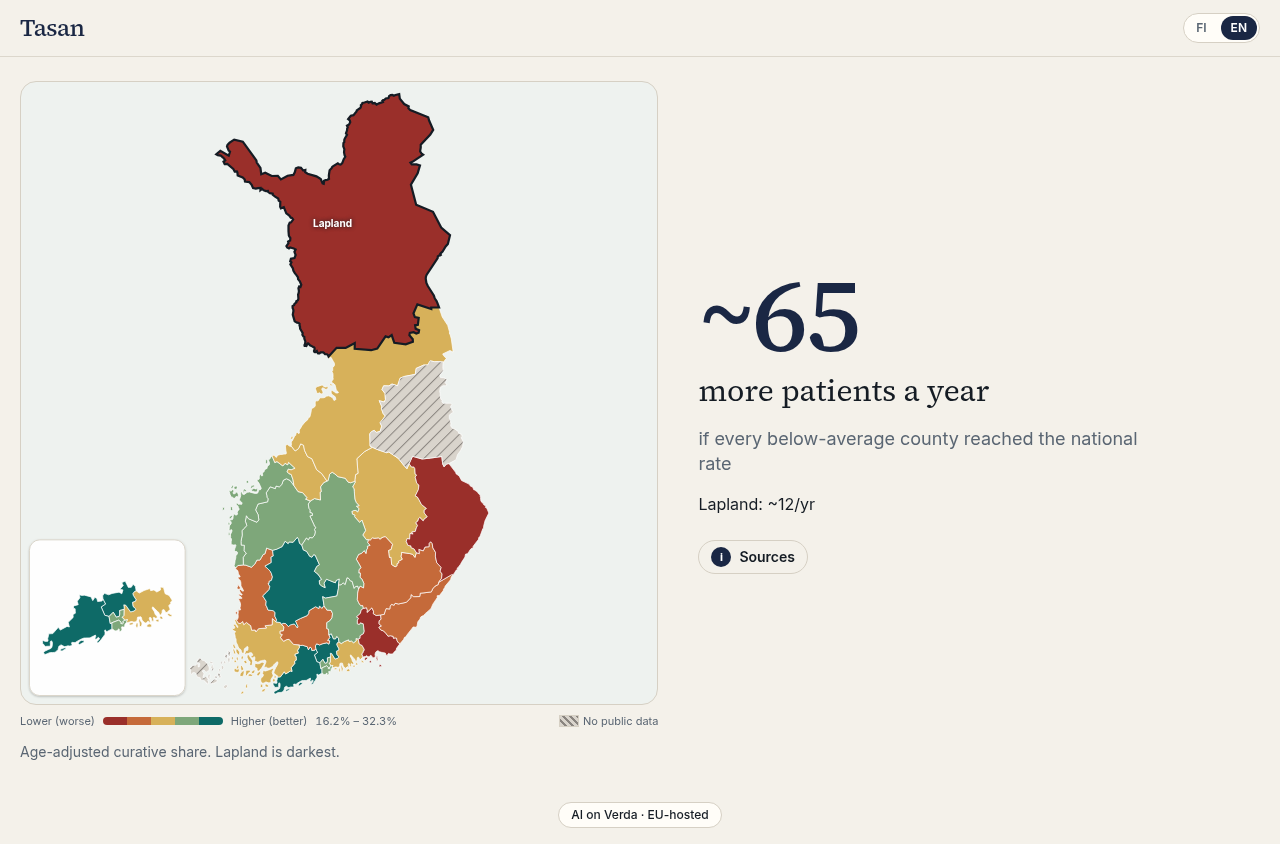 Tasan
FI
EN
Lapland
~65
more patients a year
if every below-average county reached the national
rate
Lapland: ~12/yr
i
Sources
Lower (worse)
Higher (better)
16.2% – 32.3%
No public data
Age-adjusted curative share. Lapland is darkest.
AI on Verda · EU-hosted